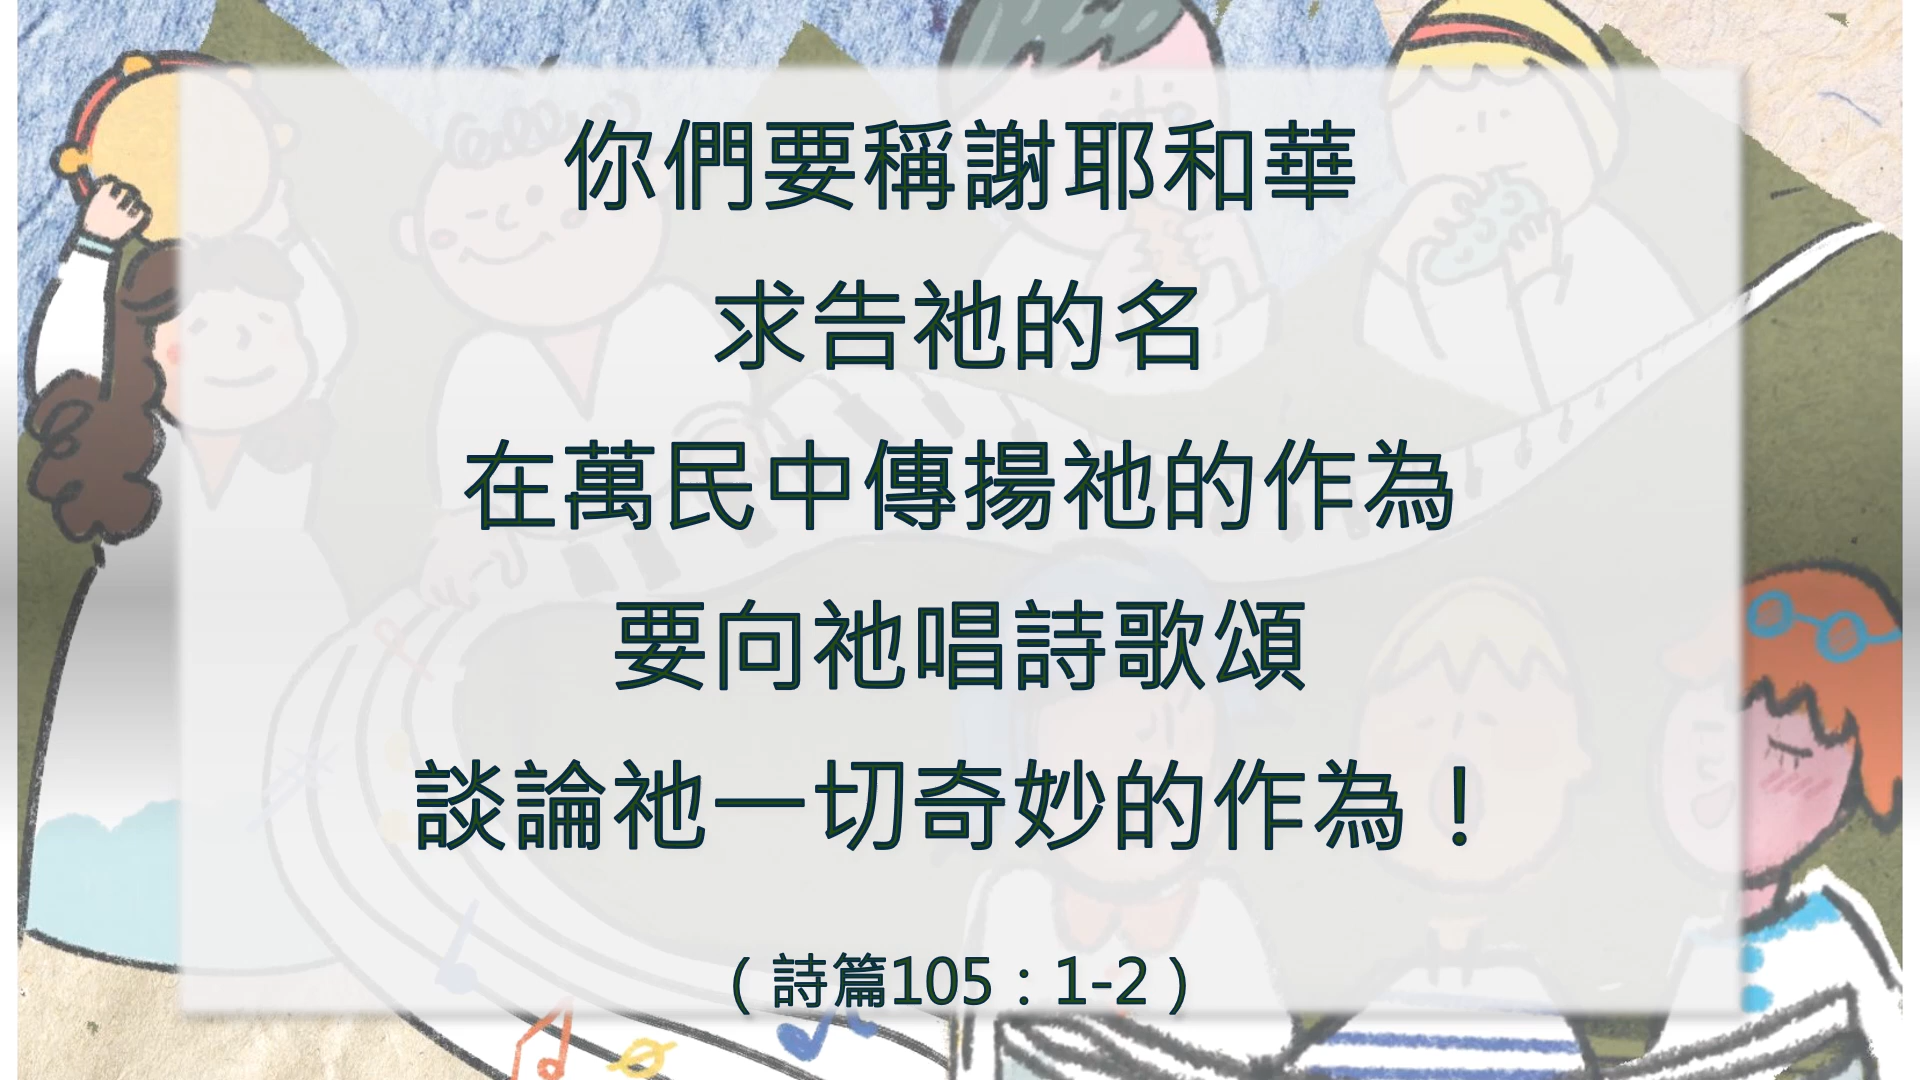 你們要稱謝耶和華
求告祂的名
在萬民中傳揚祂的作為
要向祂唱詩歌頌
談論祂一切奇妙的作為！
（詩篇105：1-2）